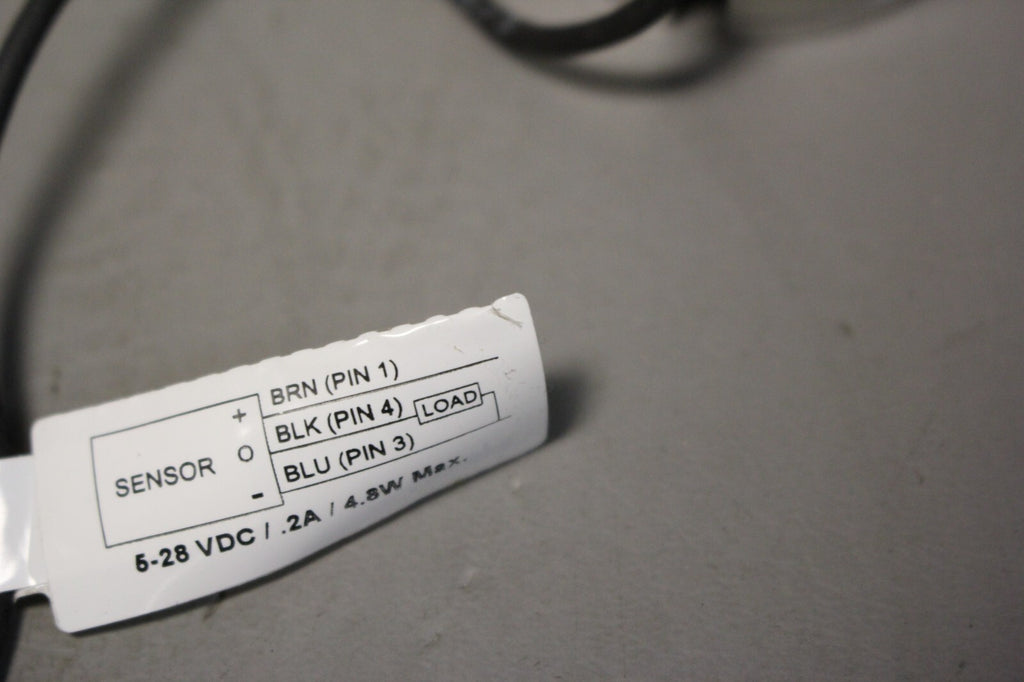 BRN (PIN 1)
+
BLK (PIN 4)
LOAD
SENSOR
O
BLU (PIN 3)
-
5-28 VDC / .2A / 4.8W Max.